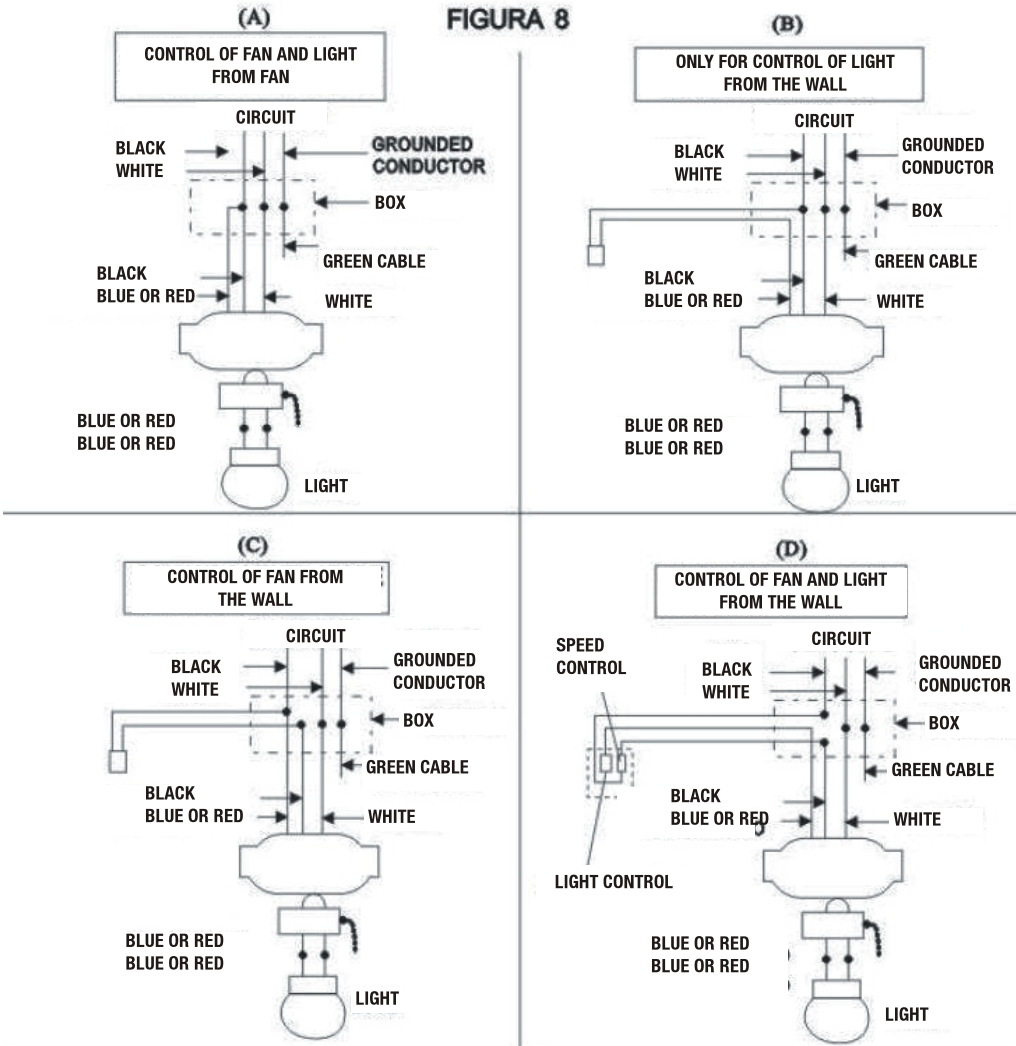 FIGURA 8
(A)
CONTROL OF FAN AND LIGHT
FROM FAN
CIRCUIT
BLACK
WHITE
GROUNDED
CONDUCTOR
BOX
GREEN CABLE
BLACK
BLUE OR RED
WHITE
BLUE OR RED
BLUE OR RED
LIGHT
(B)
ONLY FOR CONTROL OF LIGHT
FROM THE WALL
CIRCUIT
BLACK
WHITE
GROUNDED
CONDUCTOR
BOX
GREEN CABLE
BLACK
BLUE OR RED
WHITE
BLUE OR RED
BLUE OR RED
LIGHT
(C)
CONTROL OF FAN FROM
THE WALL
CIRCUIT
BLACK
WHITE
GROUNDED
CONDUCTOR
BOX
GREEN CABLE
BLACK
BLUE OR RED
WHITE
BLUE OR RED
BLUE OR RED
LIGHT
(D)
CONTROL OF FAN AND LIGHT
FROM THE WALL
CIRCUIT
SPEED
CONTROL
BLACK
WHITE
GROUNDED
CONDUCTOR
BOX
GREEN CABLE
BLACK
BLUE OR RED
WHITE
LIGHT CONTROL
BLUE OR RED
BLUE OR RED
LIGHT